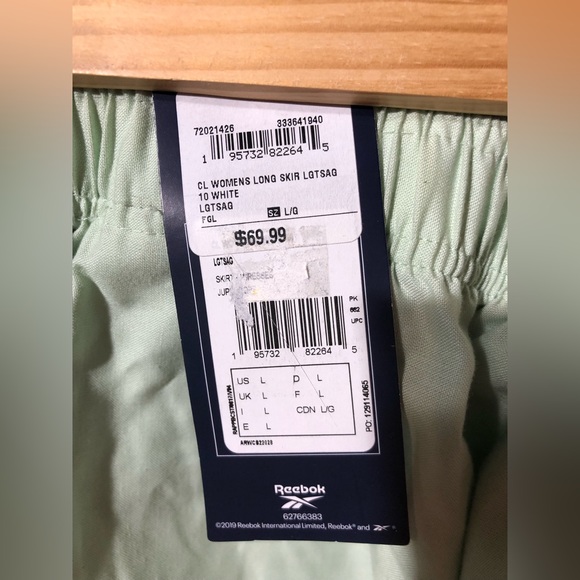 72021426 333641940
1 95732 82264 5
CL WOMENS LONG SKIR LGTSAG
10 WHITE
LGTSAG
FGL SZ L/G
$69.99
LGTSAG
PK
662
UPC
1 95732 82264 5
US L D L
UK L F L
I L CDN L/G
E L
PO: 129114065
Reebok
62766383
©2019 Reebok International Limited, Reebok® and